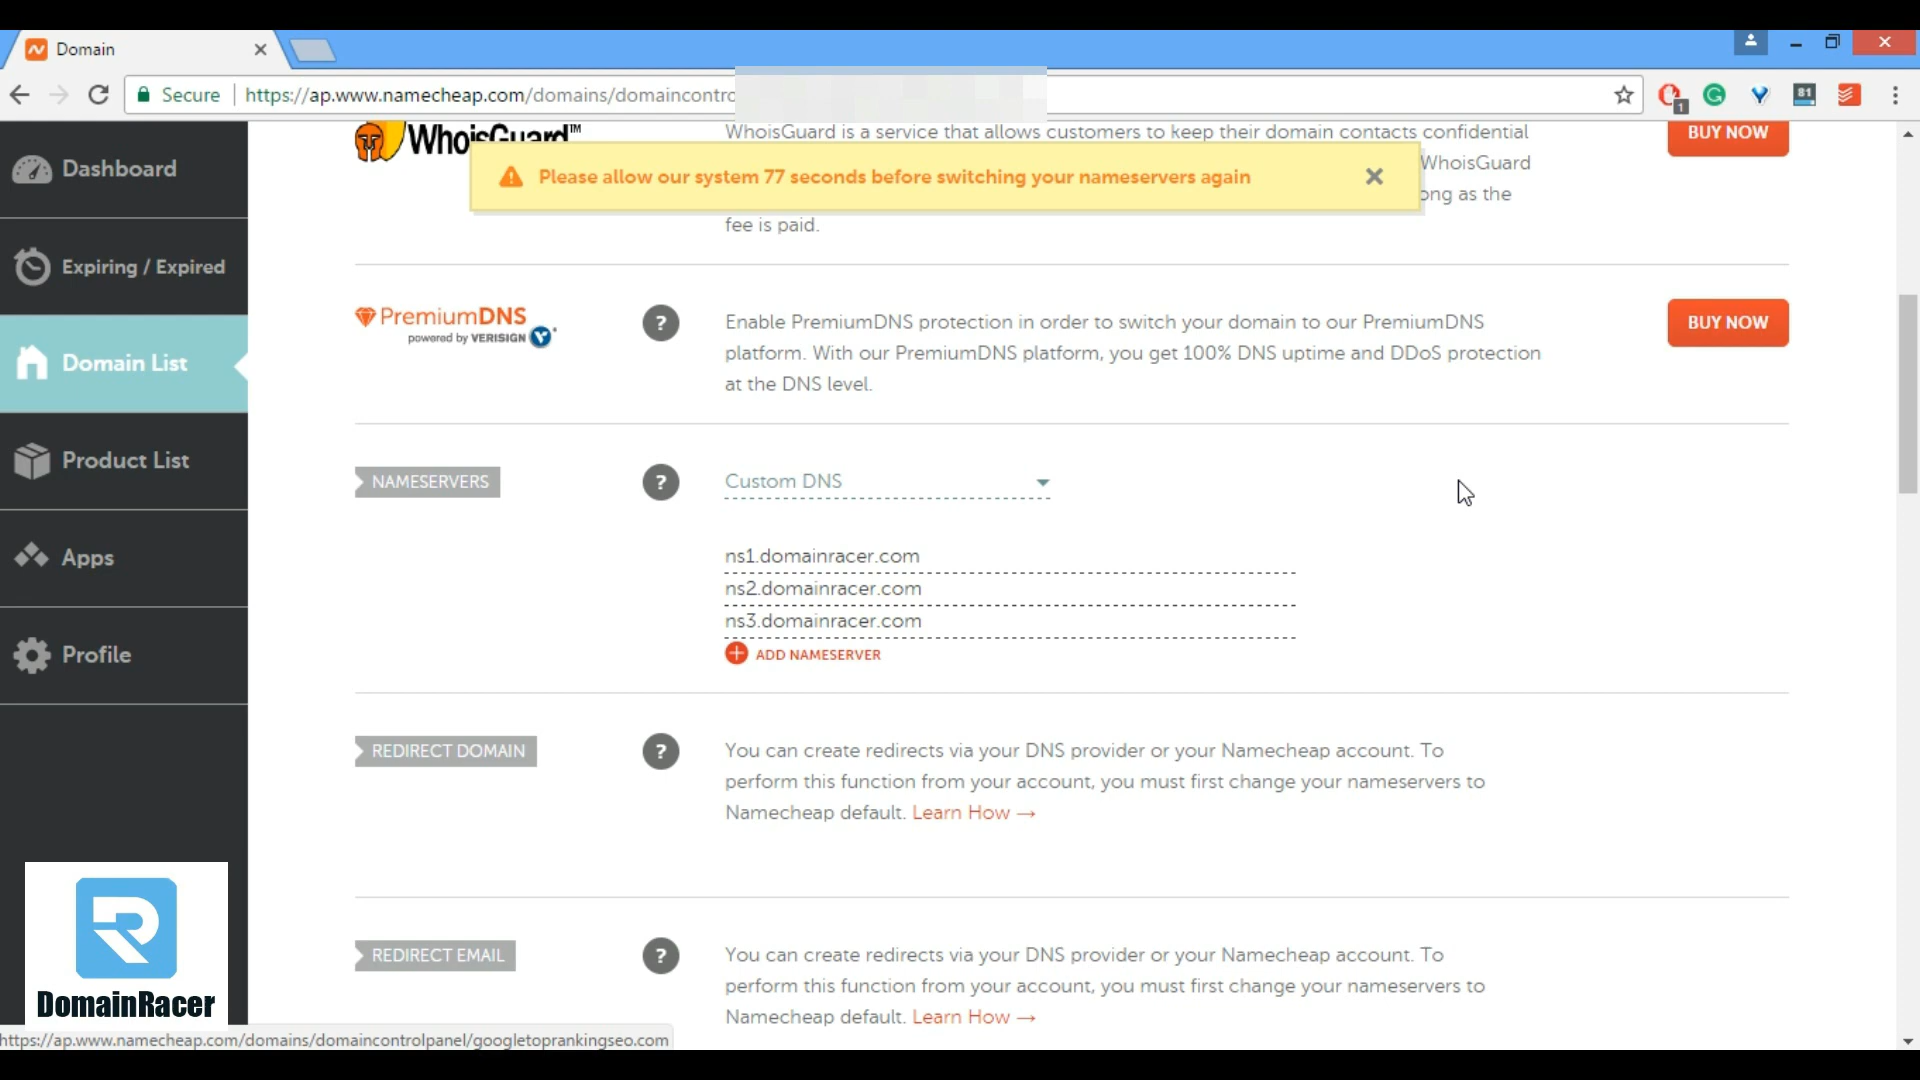 Domain
Secure
https://ap.www.namecheap.com/domains/domaincontro
1
81
WhoisGuard™
WhoisGuard is a service that allows customers to keep their domain contacts confidential
BUY NOW
WhoisGuard
Please allow our system 77 seconds before switching your nameservers again
ong as the
fee is paid.
Dashboard
Expiring / Expired
Domain List
Product List
Apps
Profile
PremiumDNS
powered by VERISIGN
?
Enable PremiumDNS protection in order to switch your domain to our PremiumDNS
platform. With our PremiumDNS platform, you get 100% DNS uptime and DDoS protection
at the DNS level.
BUY NOW
NAMESERVERS
?
Custom DNS
ns1.domainracer.com
ns2.domainracer.com
ns3.domainracer.com
ADD NAMESERVER
REDIRECT DOMAIN
?
You can create redirects via your DNS provider or your Namecheap account. To
perform this function from your account, you must first change your nameservers to
Namecheap default. Learn How →
REDIRECT EMAIL
?
You can create redirects via your DNS provider or your Namecheap account. To
perform this function from your account, you must first change your nameservers to
Namecheap default. Learn How →
DomainRacer
https://ap.www.namecheap.com/domains/domaincontrolpanel/googletoprankingseo.com